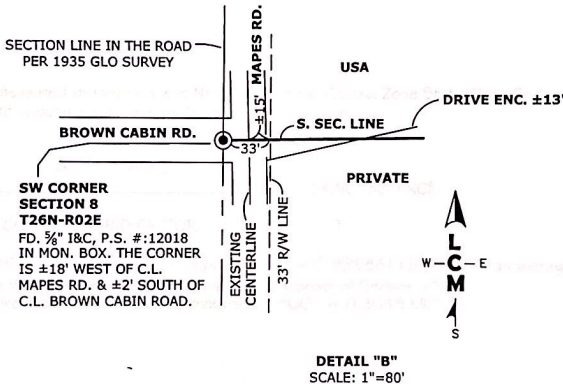 SECTION LINE IN THE ROAD
PER 1935 GLO SURVEY
MAPES RD.
±15'
USA
DRIVE ENC. ±13'
BROWN CABIN RD.
S. SEC. LINE
33'
SW CORNER
SECTION 8
T26N-R02E
FD. ⅝" I&C, P.S. #:12018
IN MON. BOX. THE CORNER
IS ±18' WEST OF C.L.
MAPES RD. & ±2' SOUTH OF
C.L. BROWN CABIN ROAD.
EXISTING
CENTERLINE
33' R/W LINE
PRIVATE
L
W C E
M
S
DETAIL "B"
SCALE: 1"=80'